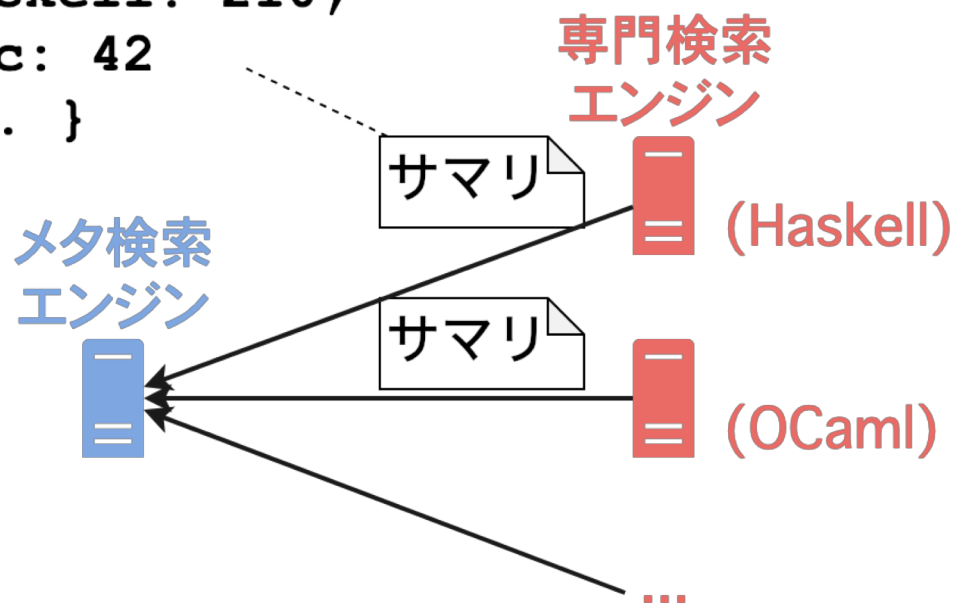 c: 42
. }
専門検索
エンジン
サマリ
(Haskell)
メタ検索
エンジン
サマリ
(OCaml)
...